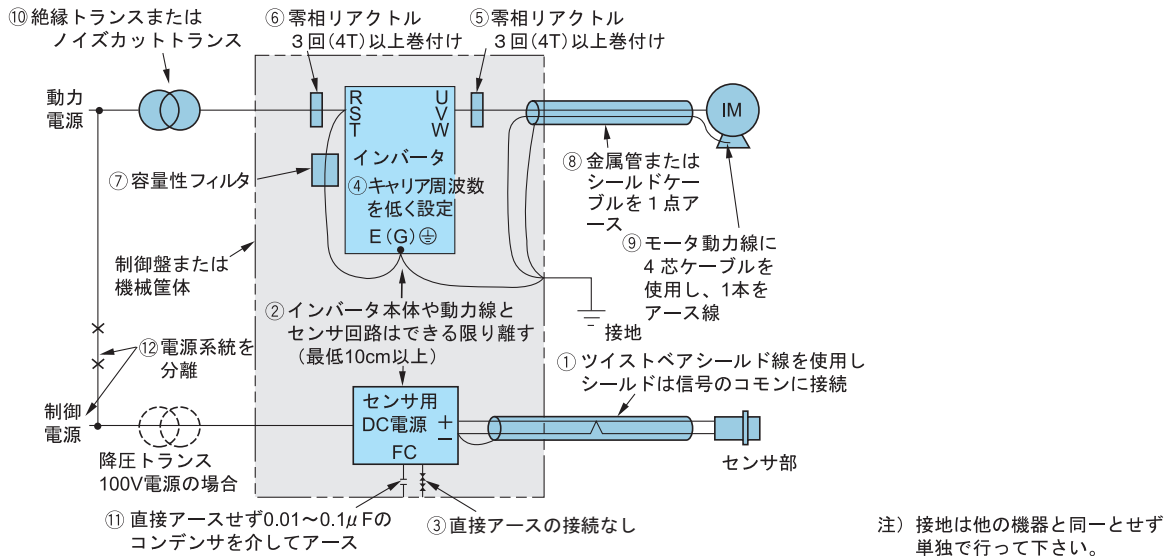 ⑩絶縁トランスまたは
ノイズカットトランス
⑥零相リアクトル
3回(4T)以上巻付け
⑤零相リアクトル
3回(4T)以上巻付け
動力
電源
R
S
T
U
V
W
インバータ
④キャリア周波数
を低く設定
E(G)
IM
⑦容量性フィルタ
⑧金属管または
シールドケー
ブルを1点ア
ース
⑨モータ動力線に
4芯ケーブルを
使用し、1本を
アース線
制御盤または
機械筐体
②インバータ本体や動力線と
センサ回路はできる限り離す
(最低10cm以上)
接地
⑫電源系統を
分離
①ツイストペアシールド線を使用し
シールドは信号のコモンに接続
制御
電源
センサ用
DC電源
+
−
FC
センサ部
降圧トランス
100V電源の場合
⑪直接アースせず0.01~0.1μFの
コンデンサを介してアース
③直接アースの接続なし
注)接地は他の機器と同一とせず
単独で行って下さい。